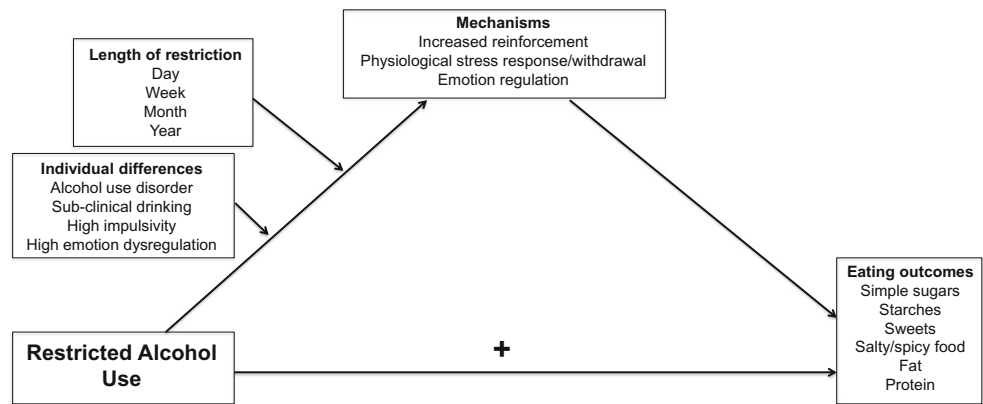 Mechanisms
Increased reinforcement
Physiological stress response/withdrawal
Emotion regulation
Length of restriction
Day
Week
Month
Year
Individual differences
Alcohol use disorder
Sub-clinical drinking
High impulsivity
High emotion dysregulation
Eating outcomes
Simple sugars
Starches
Sweets
Salty/spicy food
Fat
Protein
Restricted Alcohol
Use
+